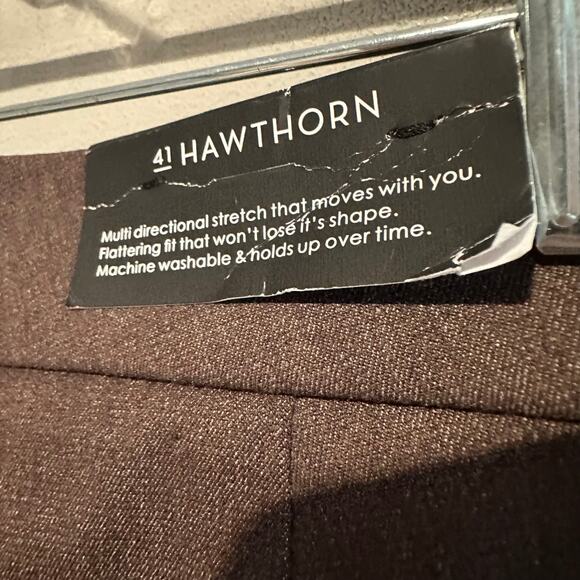 41 HAWTHORN
Multi directional stretch that moves with you.
Flattering fit that won't lose it's shape.
Machine washable & holds up over time.